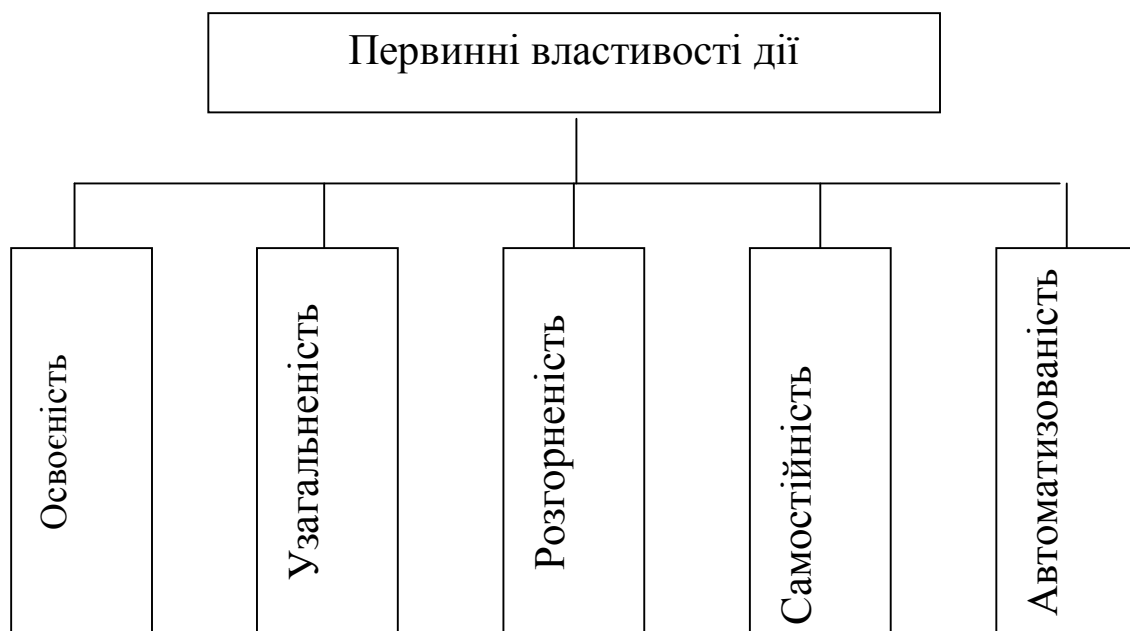 Первинні властивості дії
Освоєність
Узагальненість
Розгорненість
Самостійність
Автоматизованість